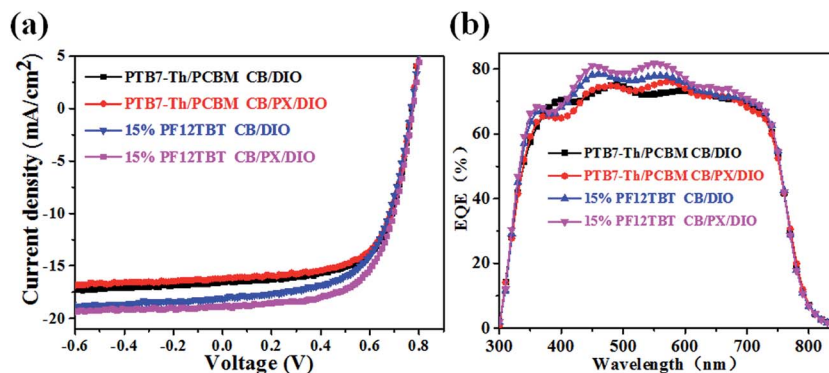 (a)
5
0
-5
-10
-15
-20
Current density (mA/cm²)
PTB7-Th/PCBM CB/DIO
PTB7-Th/PCBM CB/PX/DIO
15% PF12TBT CB/DIO
15% PF12TBT CB/PX/DIO
-0.6 -0.4 -0.2 0.0 0.2 0.4 0.6 0.8
Voltage (V)
(b)
80
60
40
20
0
EQE (%)
PTB7-Th/PCBM CB/DIO
PTB7-Th/PCBM CB/PX/DIO
15% PF12TBT CB/DIO
15% PF12TBT CB/PX/DIO
300 400 500 600 700 800
Wavelength (nm)